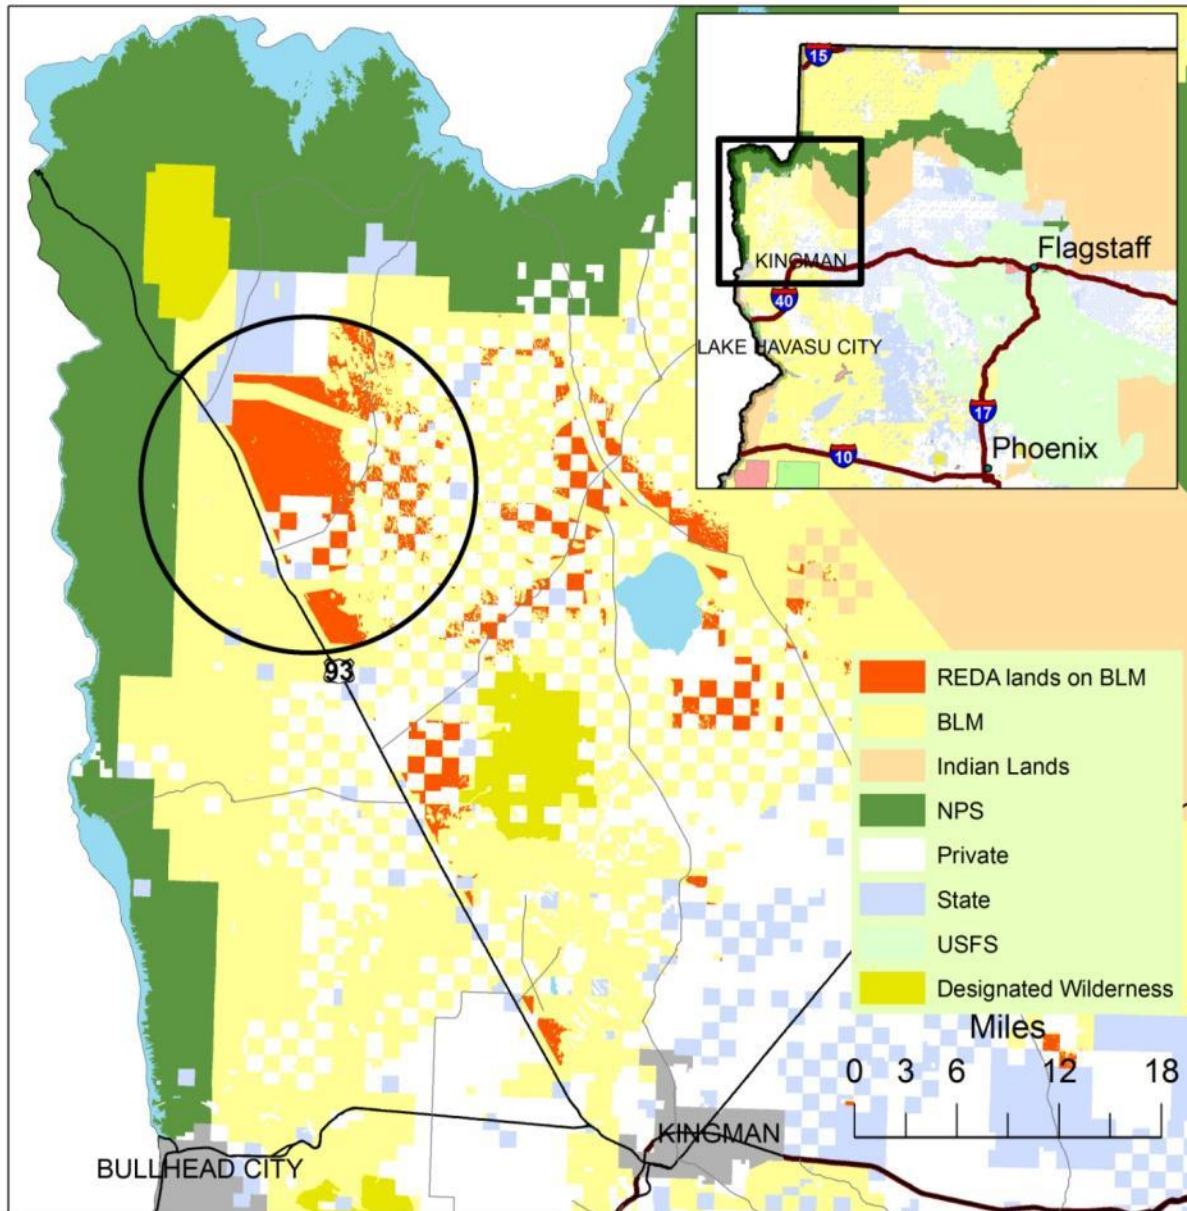 15
Flagstaff
KINGMAN
40
LAKE HAVASU CITY
17
Phoenix
10
93
REDA lands on BLM
BLM
Indian Lands
NPS
Private
State
USFS
Designated Wilderness
Miles
0 3 6 12 18
KINGMAN
BULLHEAD CITY